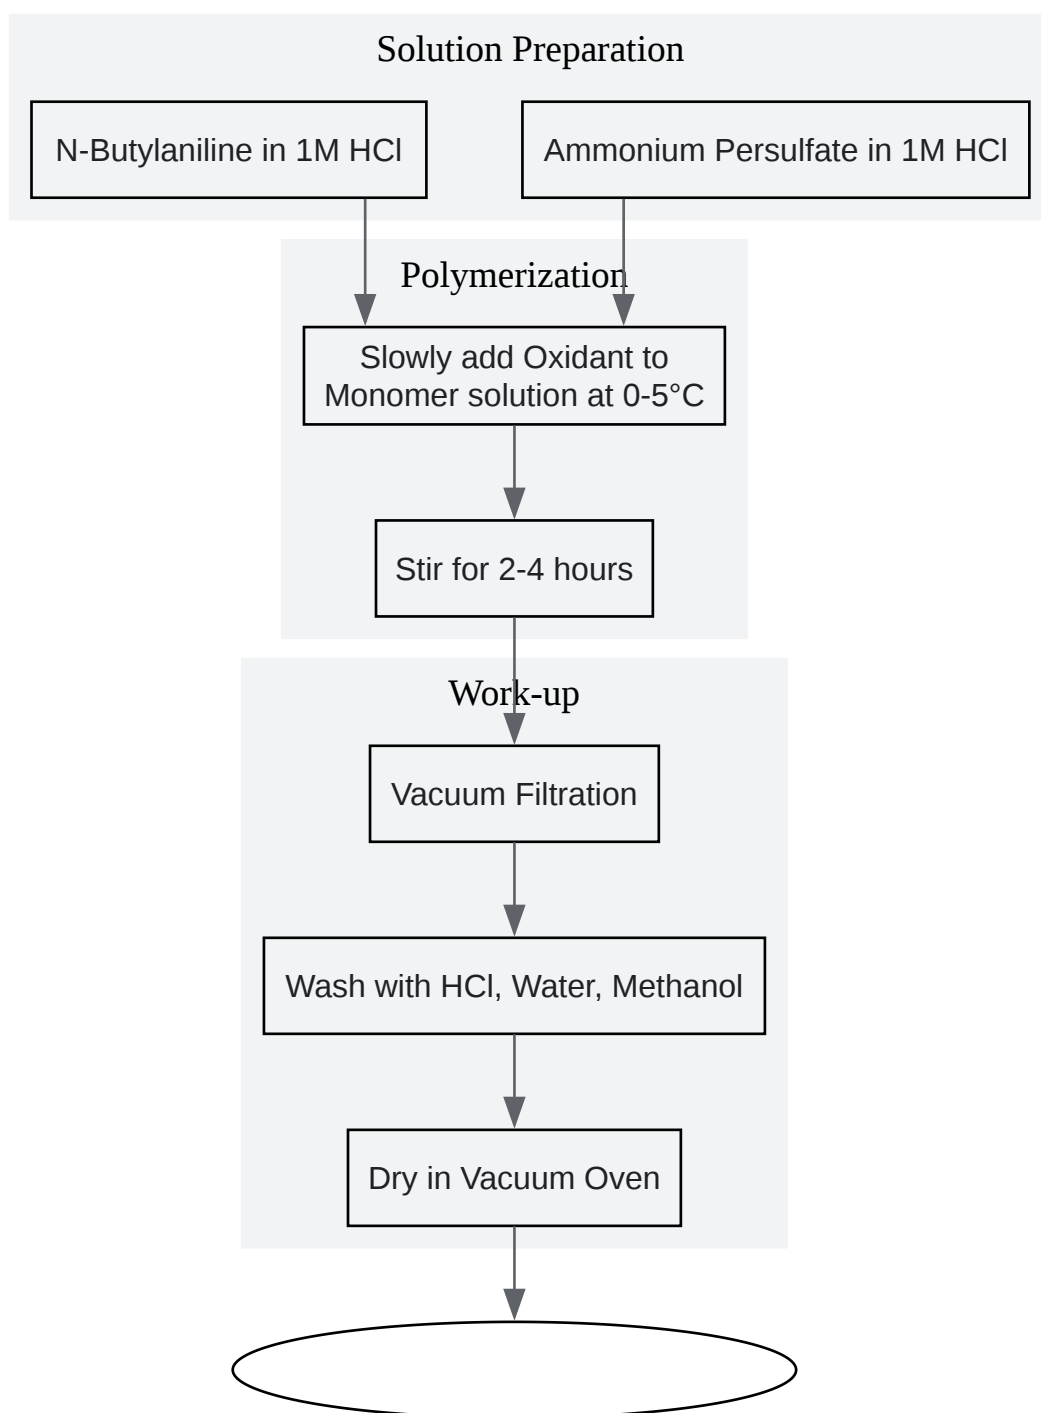 Solution Preparation
N-Butylaniline in 1M HCl
Ammonium Persulfate in 1M HCl
Polymerization
Slowly add Oxidant to
Monomer solution at 0-5°C
Stir for 2-4 hours
Work-up
Vacuum Filtration
Wash with HCl, Water, Methanol
Dry in Vacuum Oven